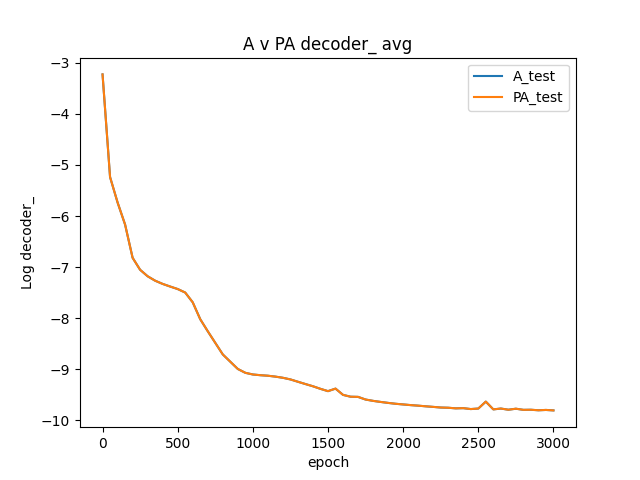 A v PA decoder_ avg
A_test
PA_test
Log decoder_
−3
−4
−5
−6
−7
−8
−9
−10
0 500 1000 1500 2000 2500 3000
epoch